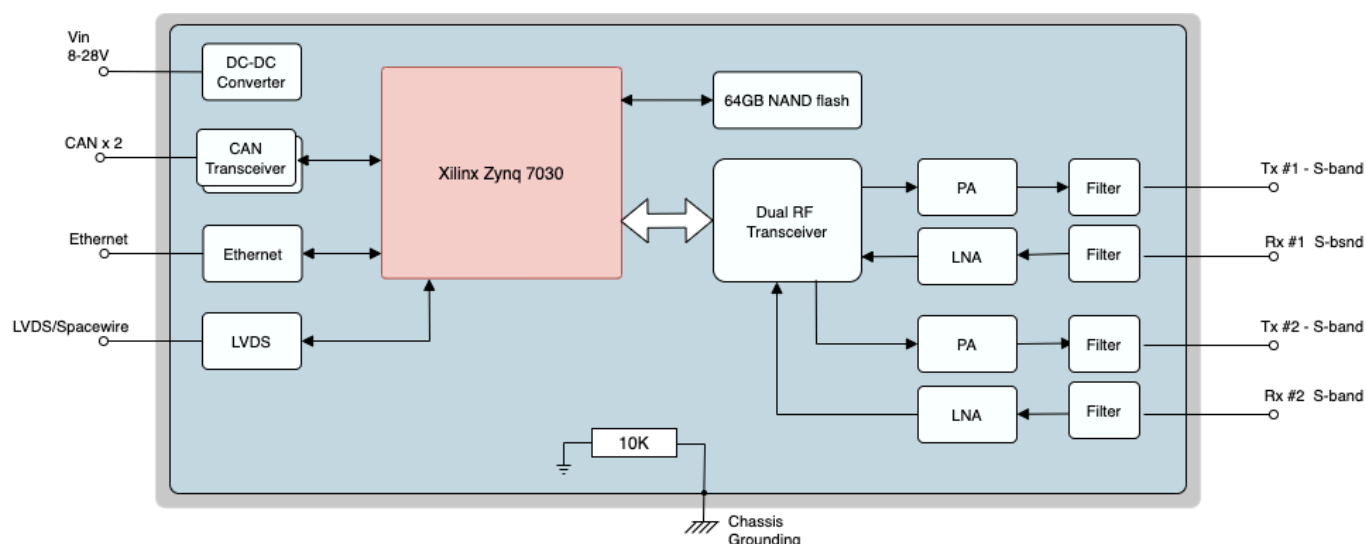 Vin
8-28V
DC-DC
Converter
CAN x 2
CAN
Transceiver
Ethernet
Ethernet
LVDS/Spacewire
LVDS
Xilinx Zynq 7030
64GB NAND flash
Dual RF
Transceiver
PA
Filter
Tx #1 - S-band
LNA
Filter
Rx #1 S-bsnd
PA
Filter
Tx #2 - S-band
LNA
Filter
Rx #2 S-band
10K
Chassis
Grounding